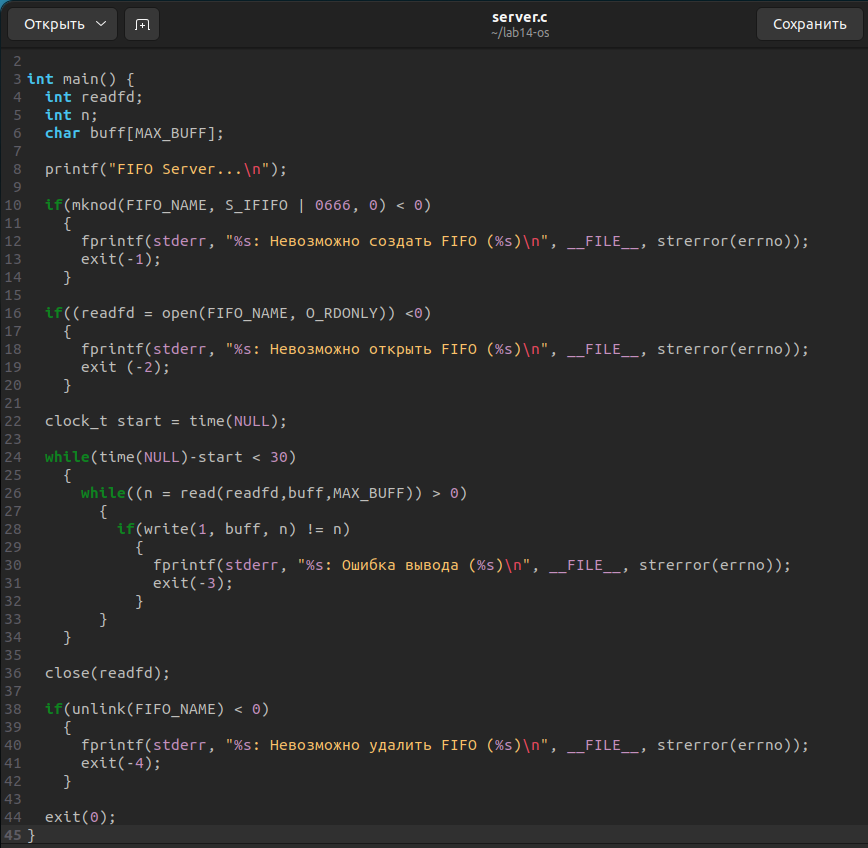 Открыть
server.c
~/lab14-os
Сохранить
2
3 int main() {
4   int readfd;
5   int n;
6   char buff[MAX_BUFF];
7
8   printf("FIFO Server...\n");
9
10   if(mknod(FIFO_NAME, S_IFIFO | 0666, 0) < 0)
11     {
12       fprintf(stderr, "%s: Невозможно создать FIFO (%s)\n", __FILE__, strerror(errno));
13       exit(-1);
14     }
15
16   if((readfd = open(FIFO_NAME, O_RDONLY)) <0)
17     {
18       fprintf(stderr, "%s: Невозможно открыть FIFO (%s)\n", __FILE__, strerror(errno));
19       exit (-2);
20     }
21
22   clock_t start = time(NULL);
23
24   while(time(NULL)-start < 30)
25     {
26       while((n = read(readfd,buff,MAX_BUFF)) > 0)
27         {
28           if(write(1, buff, n) != n)
29             {
30               fprintf(stderr, "%s: Ошибка вывода (%s)\n", __FILE__, strerror(errno));
31               exit(-3);
32             }
33         }
34     }
35
36   close(readfd);
37
38   if(unlink(FIFO_NAME) < 0)
39     {
40       fprintf(stderr, "%s: Невозможно удалить FIFO (%s)\n", __FILE__, strerror(errno));
41       exit(-4);
42     }
43
44   exit(0);
45 }